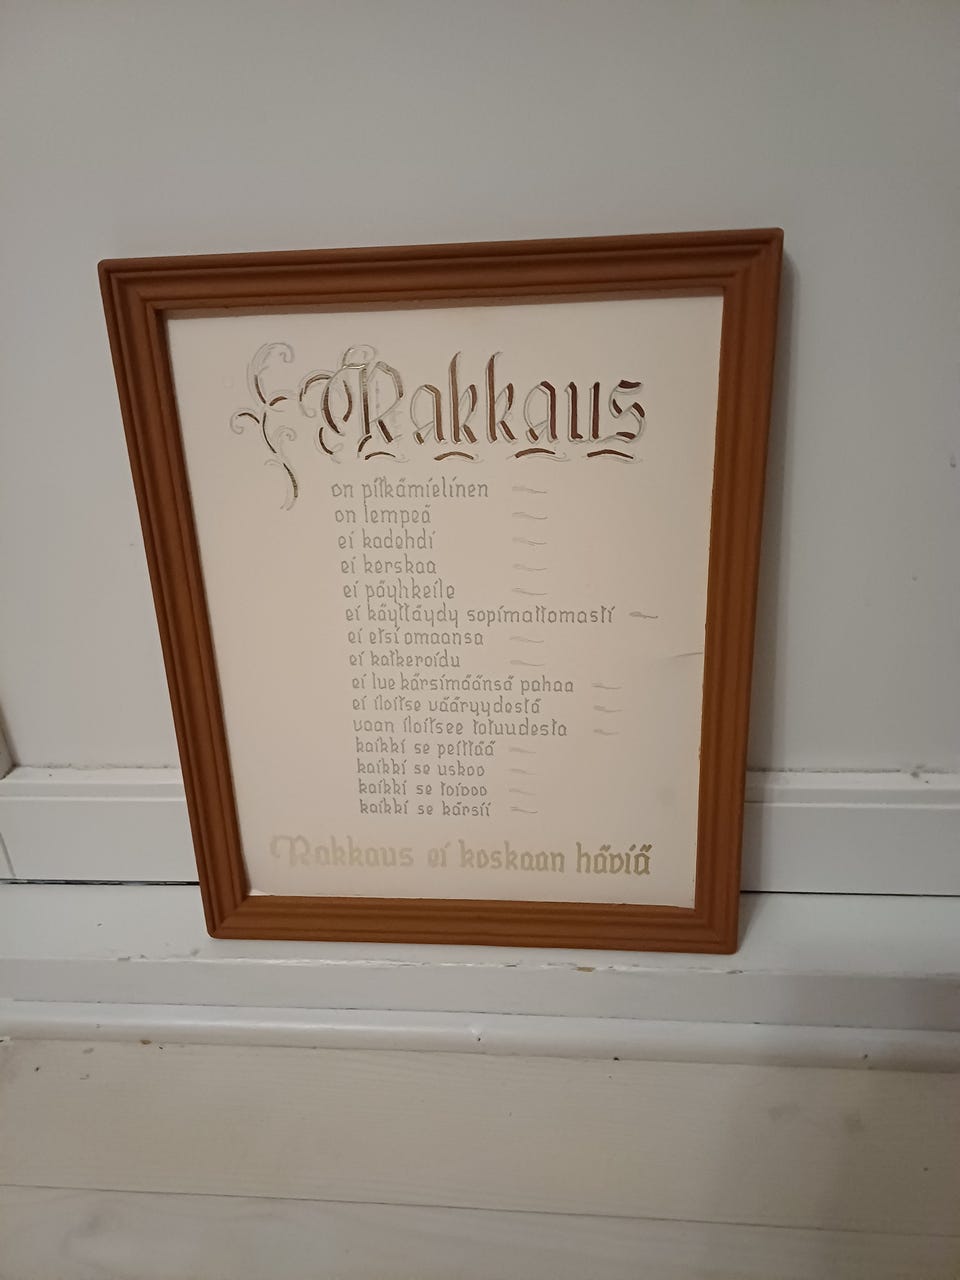 Rakkaus
on pitkämielinen
on lempeä
ei kadehdi
ei kerskaa
ei pöyhkeile
ei käyttäydy sopimattomasti
ei etsi omaansa
ei katkeroidu
ei lue kärsimäänsä pahaa
ei iloitse vääryydestä
vaan iloitsee totuudesta
kaikki se peittää
kaikki se uskoo
kaikki se toivoo
kaikki se kärsii
Rakkaus ei koskaan häviä